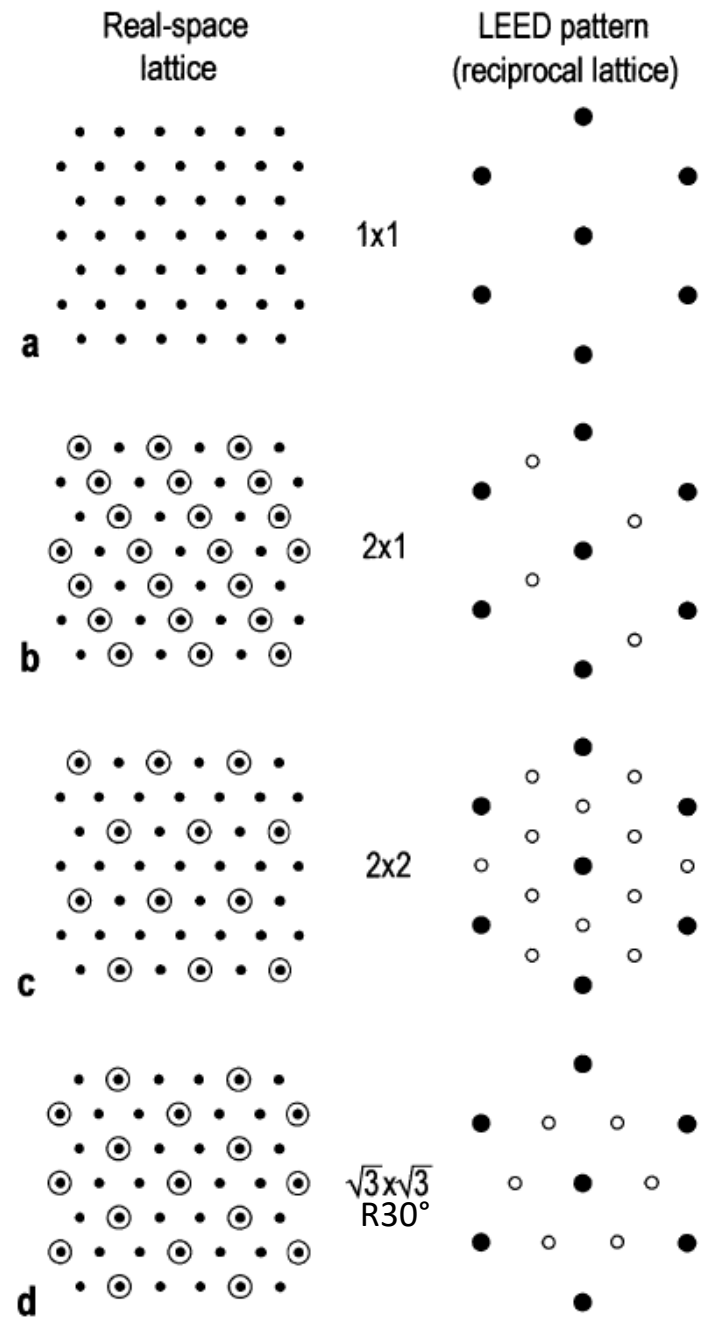 Real-space
lattice
LEED pattern
(reciprocal lattice)
1x1
a
2x1
b
2x2
c
√3x√3
R30°
d